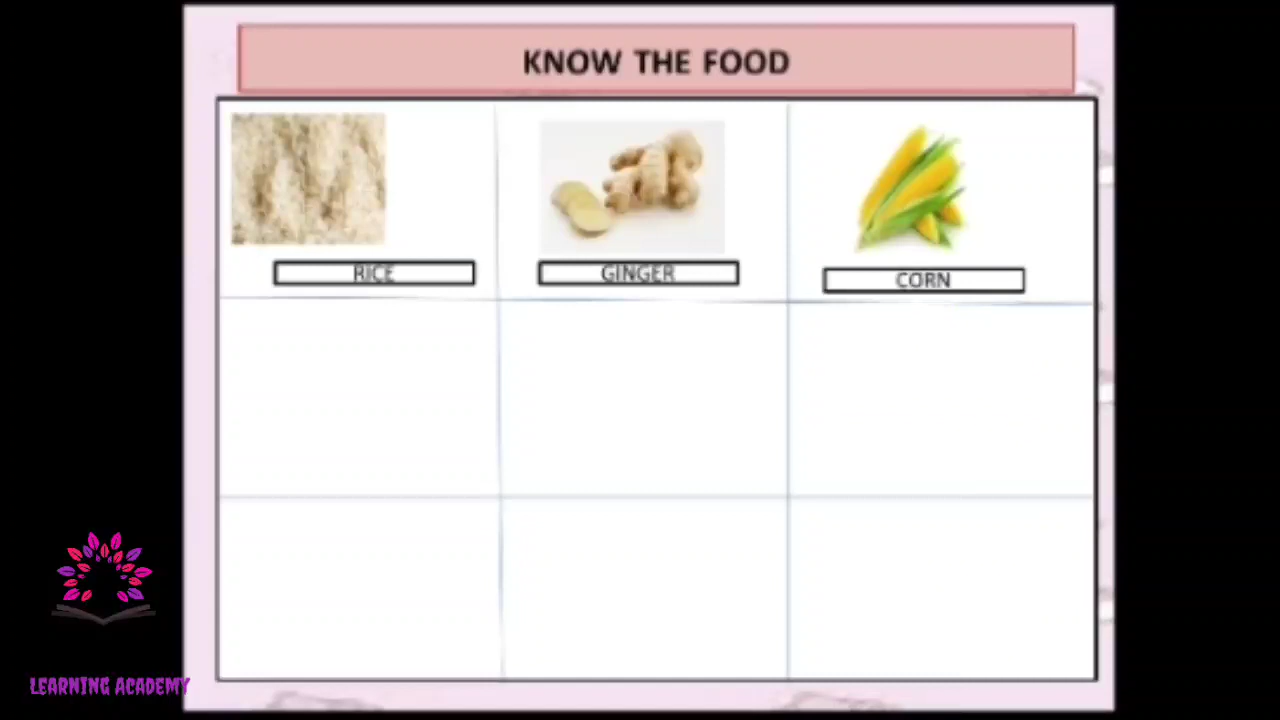 KNOW THE FOOD
RICE
GINGER
CORN
LEARNING ACADEMY